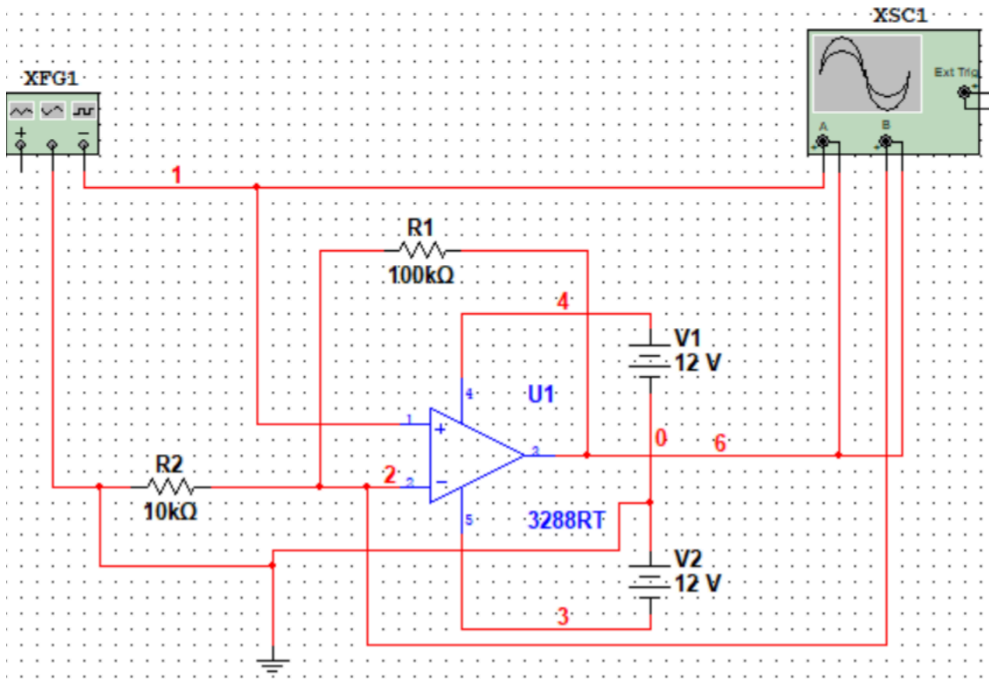 XSC1
XFG1
Ext Trig
+
A
B
+
+
+
−
1
R1
100kΩ
4
V1
12 V
4
U1
0
6
1
+
3
R2
10kΩ
2
2
−
5
3288RT
V2
12 V
3